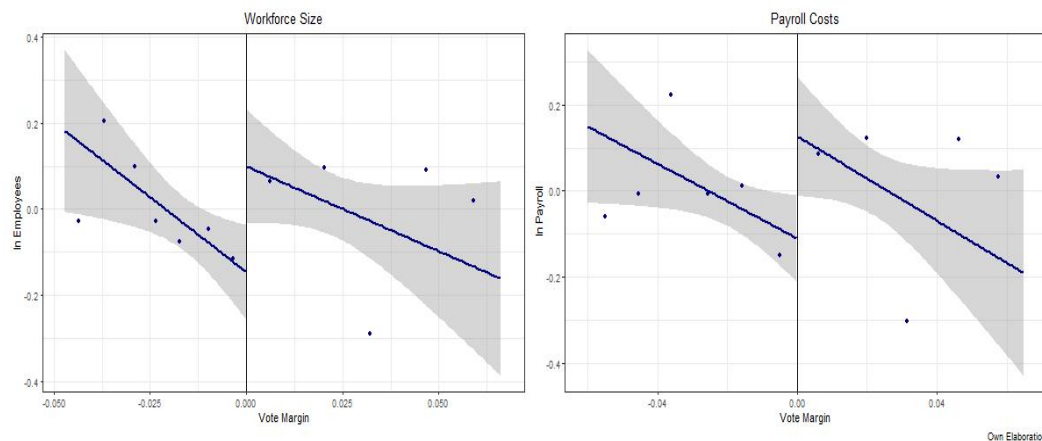 Workforce Size
0.4
0.2
0.0
-0.2
-0.4
ln Employees
-0.050
-0.025
0.000
0.025
0.050
Vote Margin
Payroll Costs
0.2
0.0
-0.2
-0.4
ln Payroll
-0.04
0.00
0.04
Vote Margin
Own Elaboratio